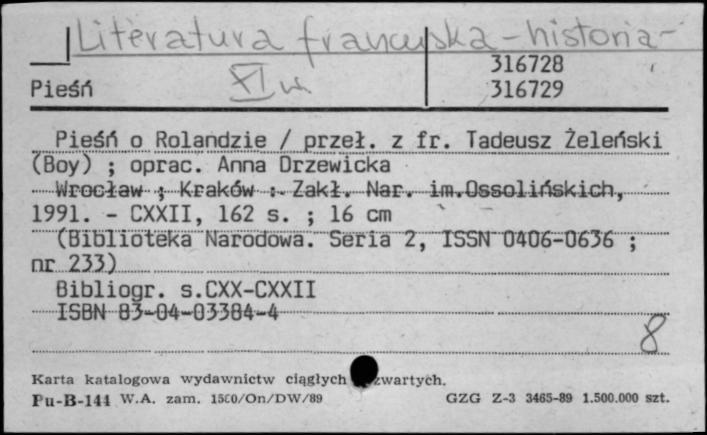 Literatura francuska - historia -
XI w.
316728
Pieśń 316729
Pieśń o Rolandzie / przeł. z fr. Tadeusz Żeleński
(Boy) ; oprac. Anna Drzewicka
Wrocław ; Kraków : Zakł. Nar. im.Ossolińskich,
1991. - CXXII, 162 s. ; 16 cm
(Biblioteka Narodowa. Seria 2, ISSN 0406-0636 ;
nr 233)
Bibliogr. s.CXX-CXXII
ISBN 83-04-03384-4
8
Karta katalogowa wydawnictw ciągłych zwartych.
Pu-B-144 W.A. zam. 1500/On/DW/89 GZG Z-3 3465-89 1.500.000 szt.